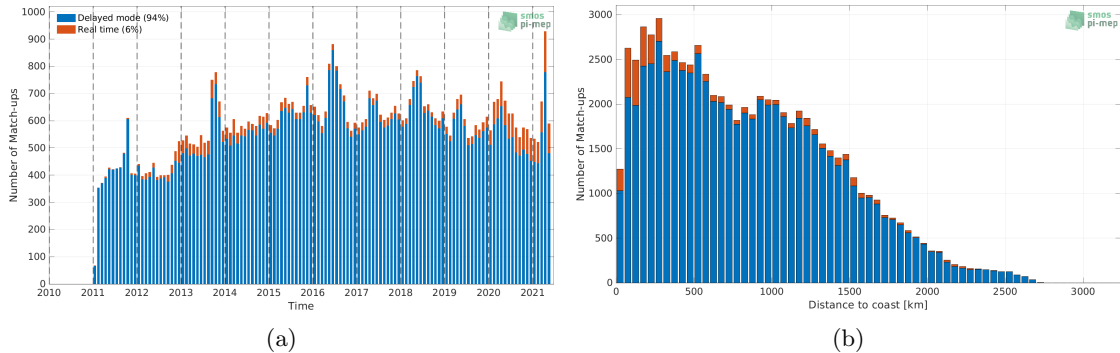 Delayed mode (94%)
Real time (6%)
smos
pi-mep
Number of Match-ups
1000
900
800
700
600
500
400
300
200
100
0
2010 2011 2012 2013 2014 2015 2016 2017 2018 2019 2020 2021
Time
(a)
smos
pi-mep
Number of Match-ups
3000
2500
2000
1500
1000
500
0
0 500 1000 1500 2000 2500 3000
Distance to coast [km]
(b)